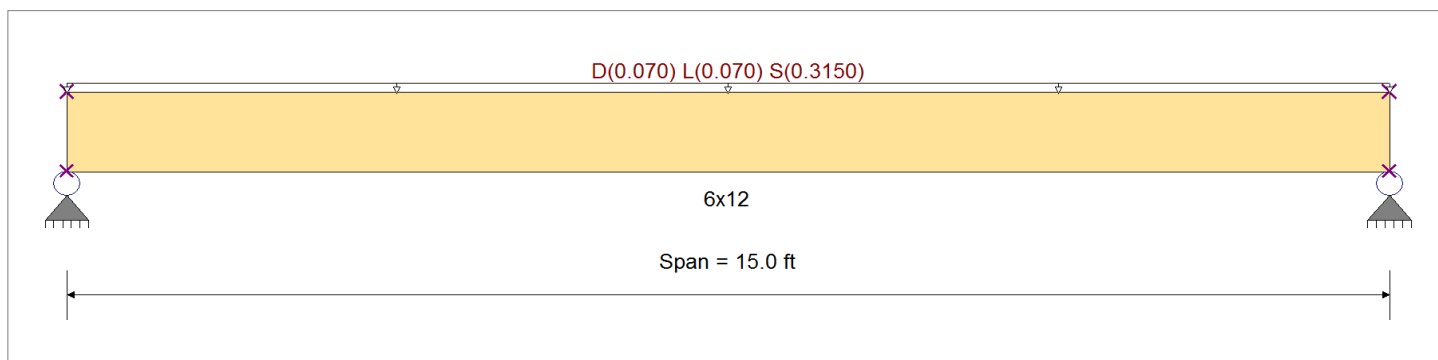 D(0.070) L(0.070) S(0.3150)
6x12
Span = 15.0 ft